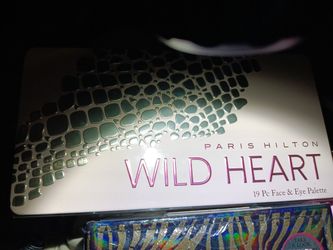 PARIS HILTON
WILD HEART
19 Pc Face & Eye Palette